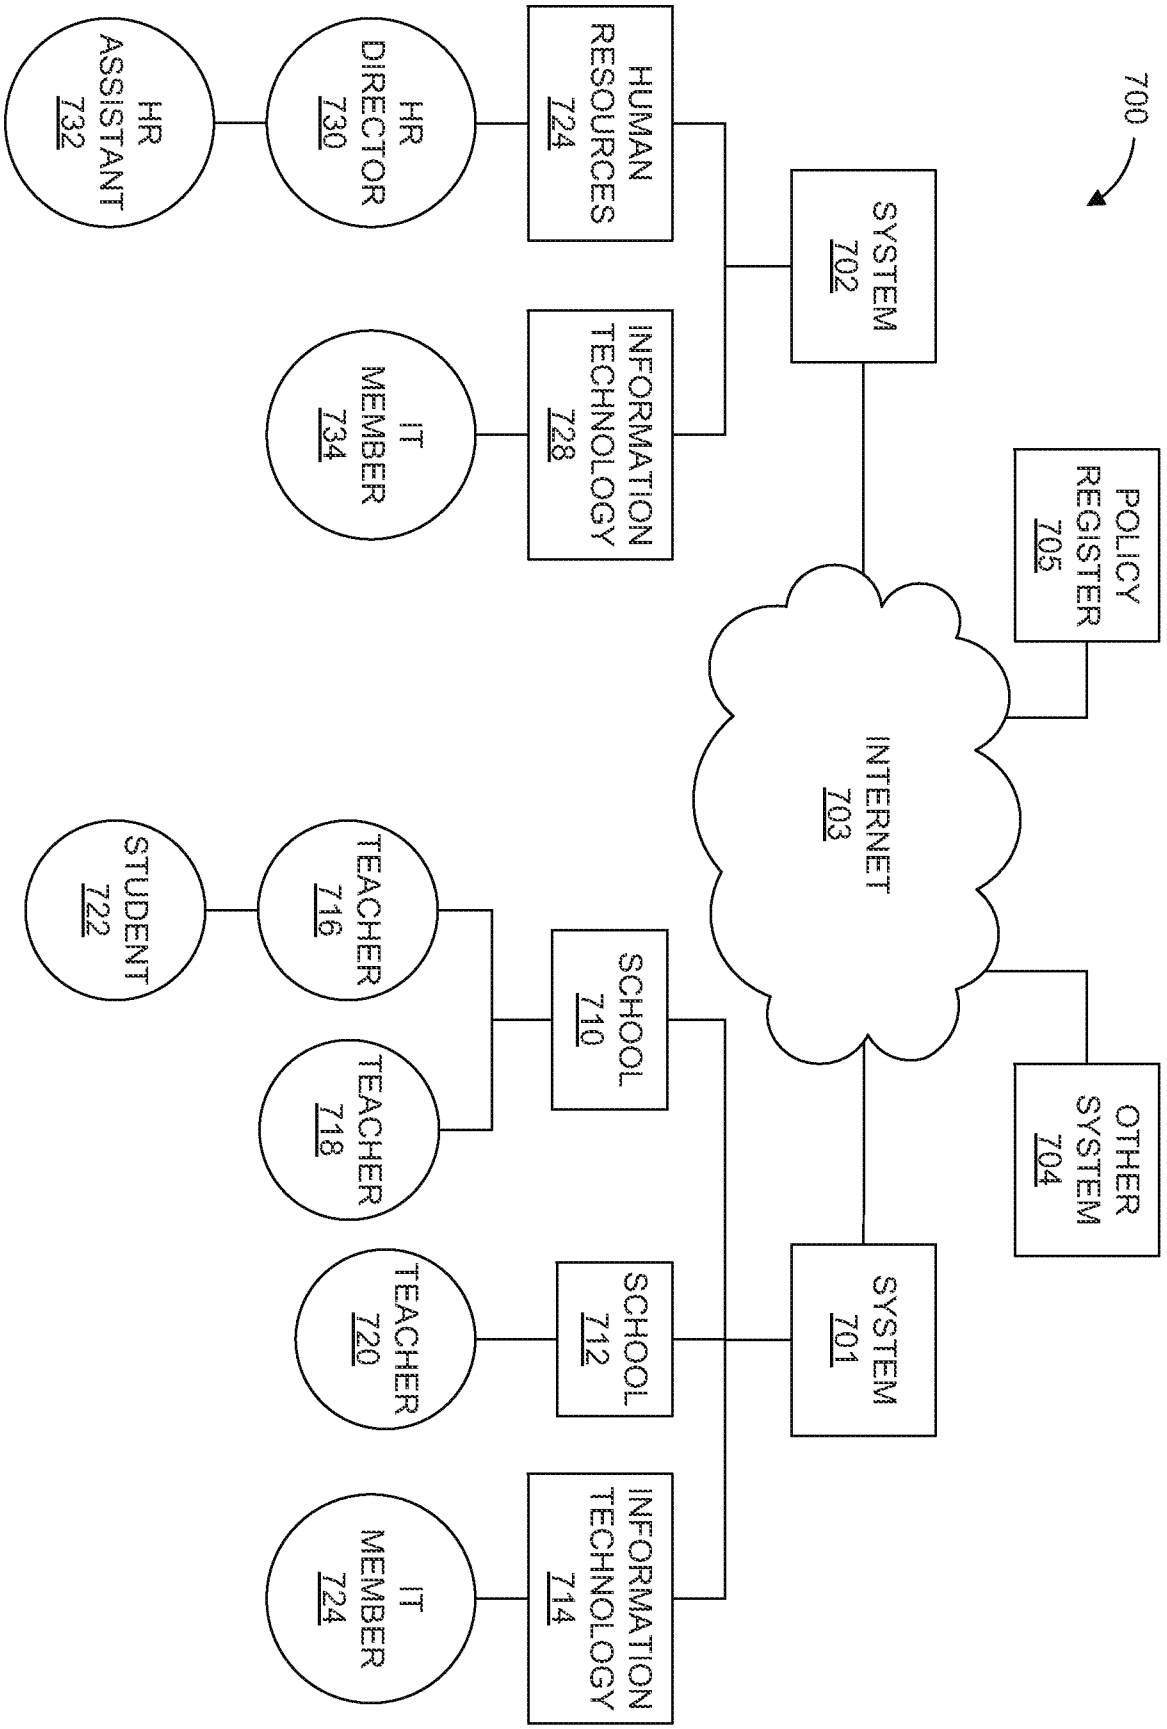 700
POLICY
REGISTER
705
OTHER
SYSTEM
704
SYSTEM
702
INTERNET
703
SYSTEM
701
HUMAN
RESOURCES
724
INFORMATION
TECHNOLOGY
728
SCHOOL
710
SCHOOL
712
INFORMATION
TECHNOLOGY
714
HR
DIRECTOR
730
IT
MEMBER
734
TEACHER
716
TEACHER
718
TEACHER
720
IT
MEMBER
724
HR
ASSISTANT
732
STUDENT
722